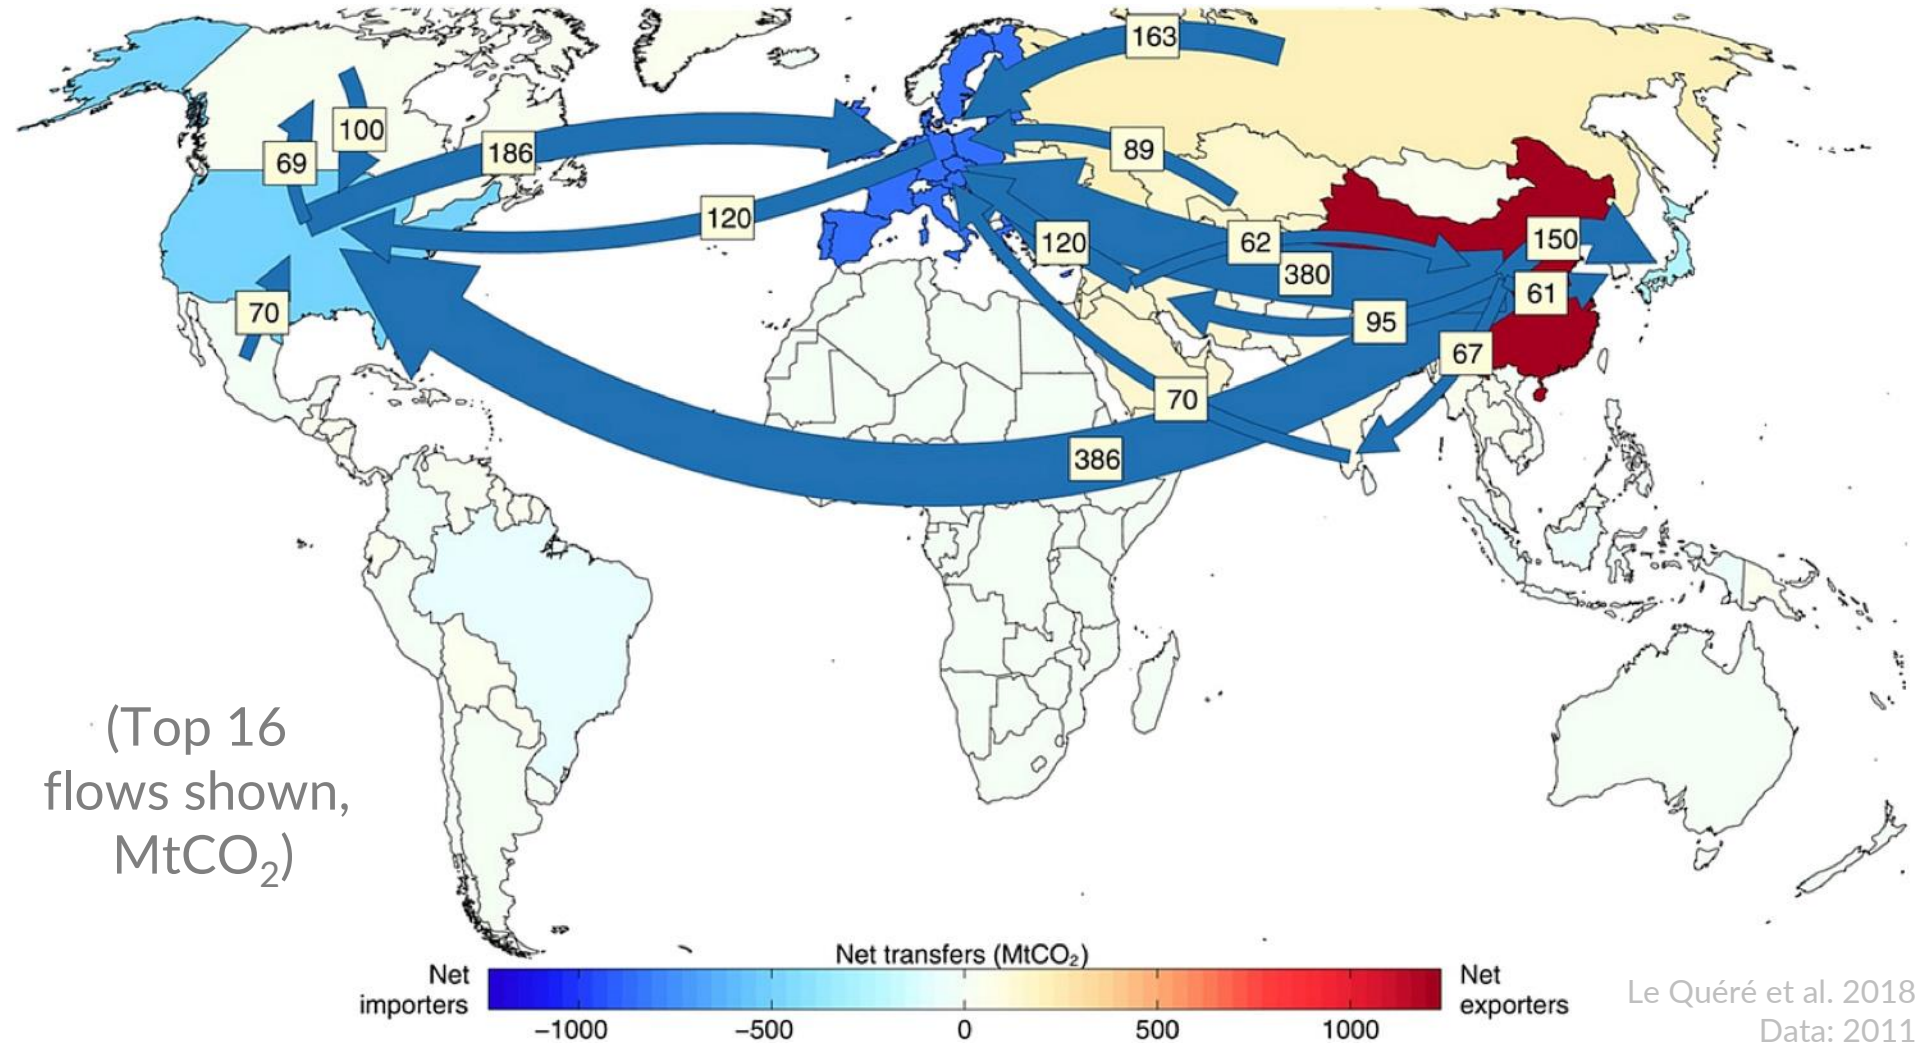 163
100
69
186
89
120
120
62
150
380
61
70
95
67
70
386
(Top 16
flows shown,
MtCO₂)
Net transfers (MtCO₂)
Net
importers
Net
exporters
−1000
−500
0
500
1000
Le Quéré et al. 2018
Data: 2011